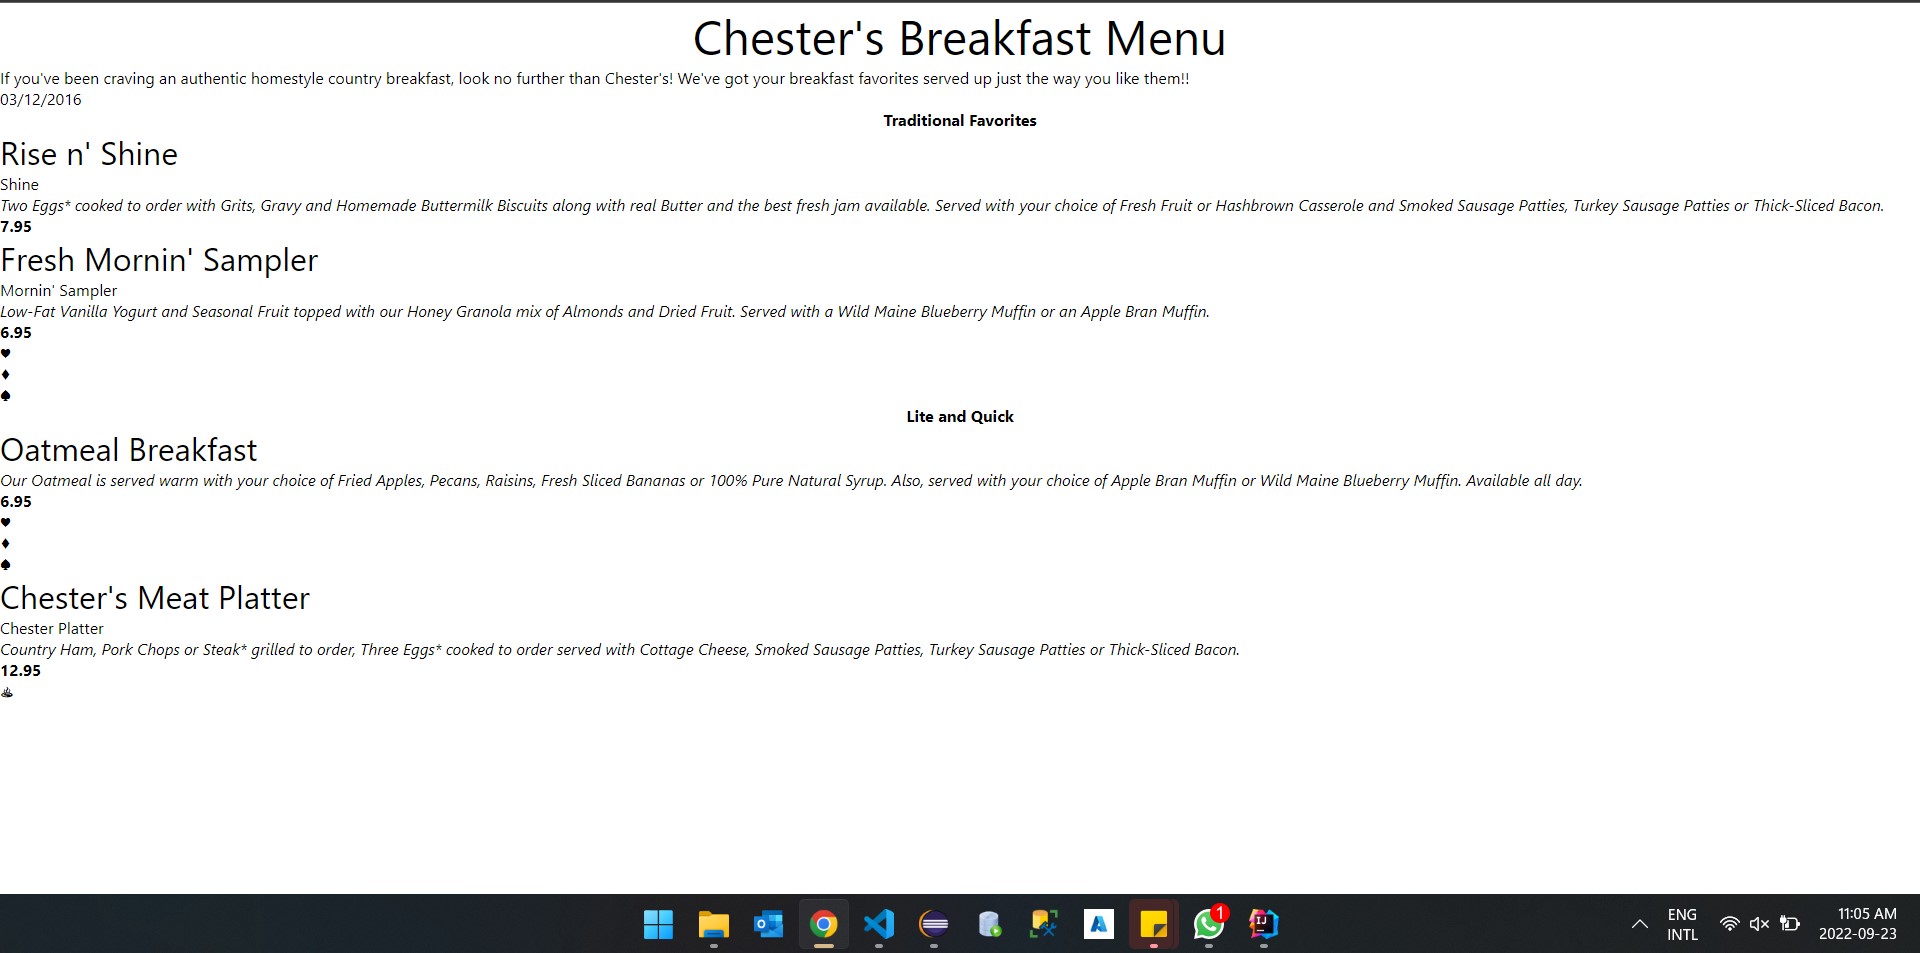 Chester's Breakfast Menu
If you've been craving an authentic homestyle country breakfast, look no further than Chester's! We've got your breakfast favorites served up just the way you like them!!
03/12/2016
Traditional Favorites
Rise n' Shine
Shine
Two Eggs* cooked to order with Grits, Gravy and Homemade Buttermilk Biscuits along with real Butter and the best fresh jam available. Served with your choice of Fresh Fruit or Hashbrown Casserole and Smoked Sausage Patties, Turkey Sausage Patties or Thick-Sliced Bacon.
7.95
Fresh Mornin' Sampler
Mornin' Sampler
Low-Fat Vanilla Yogurt and Seasonal Fruit topped with our Honey Granola mix of Almonds and Dried Fruit. Served with a Wild Maine Blueberry Muffin or an Apple Bran Muffin.
6.95
♥
♦
♠
Lite and Quick
Oatmeal Breakfast
Our Oatmeal is served warm with your choice of Fried Apples, Pecans, Raisins, Fresh Sliced Bananas or 100% Pure Natural Syrup. Also, served with your choice of Apple Bran Muffin or Wild Maine Blueberry Muffin. Available all day.
6.95
♥
♦
♠
Chester's Meat Platter
Chester Platter
Country Ham, Pork Chops or Steak* grilled to order, Three Eggs* cooked to order served with Cottage Cheese, Smoked Sausage Patties, Turkey Sausage Patties or Thick-Sliced Bacon.
12.95
♨
1
ENG
INTL
11:05 AM
2022-09-23